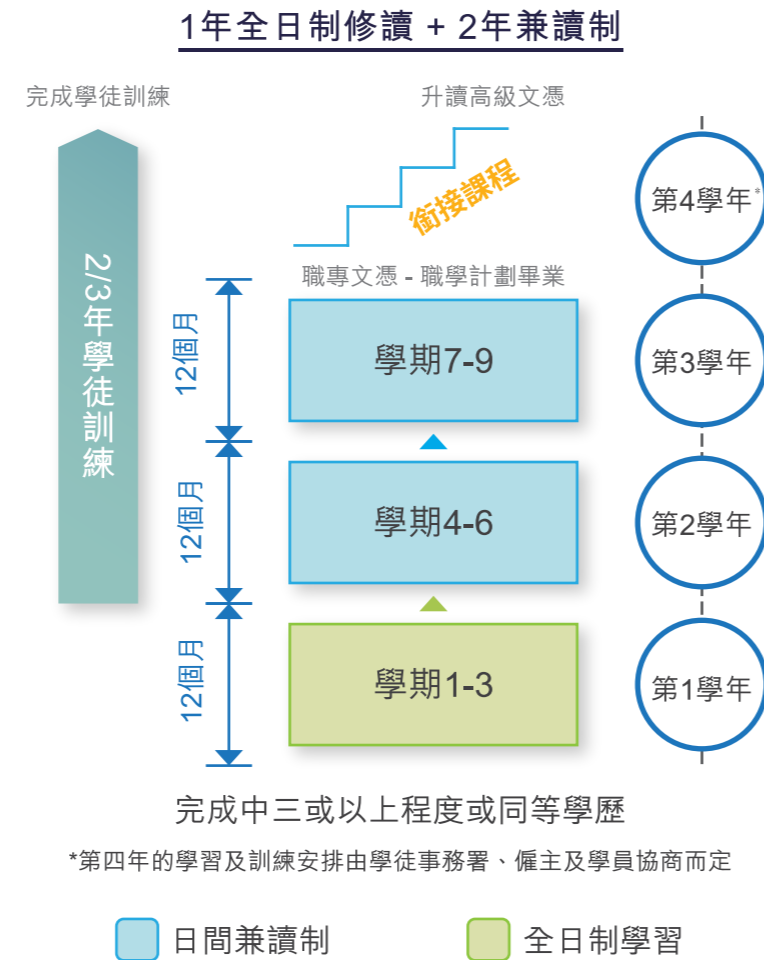 1年全日制修讀 + 2年兼讀制
完成學徒訓練
升讀高級文憑
銜接課程
第4學年*
職專文憑 - 職學計劃畢業
2/3年學徒訓練
12個月
學期7-9
第3學年
12個月
學期4-6
第2學年
12個月
學期1-3
第1學年
完成中三或以上程度或同等學歷
*第四年的學習及訓練安排由學徒事務署、僱主及學員協商而定
日間兼讀制
全日制學習